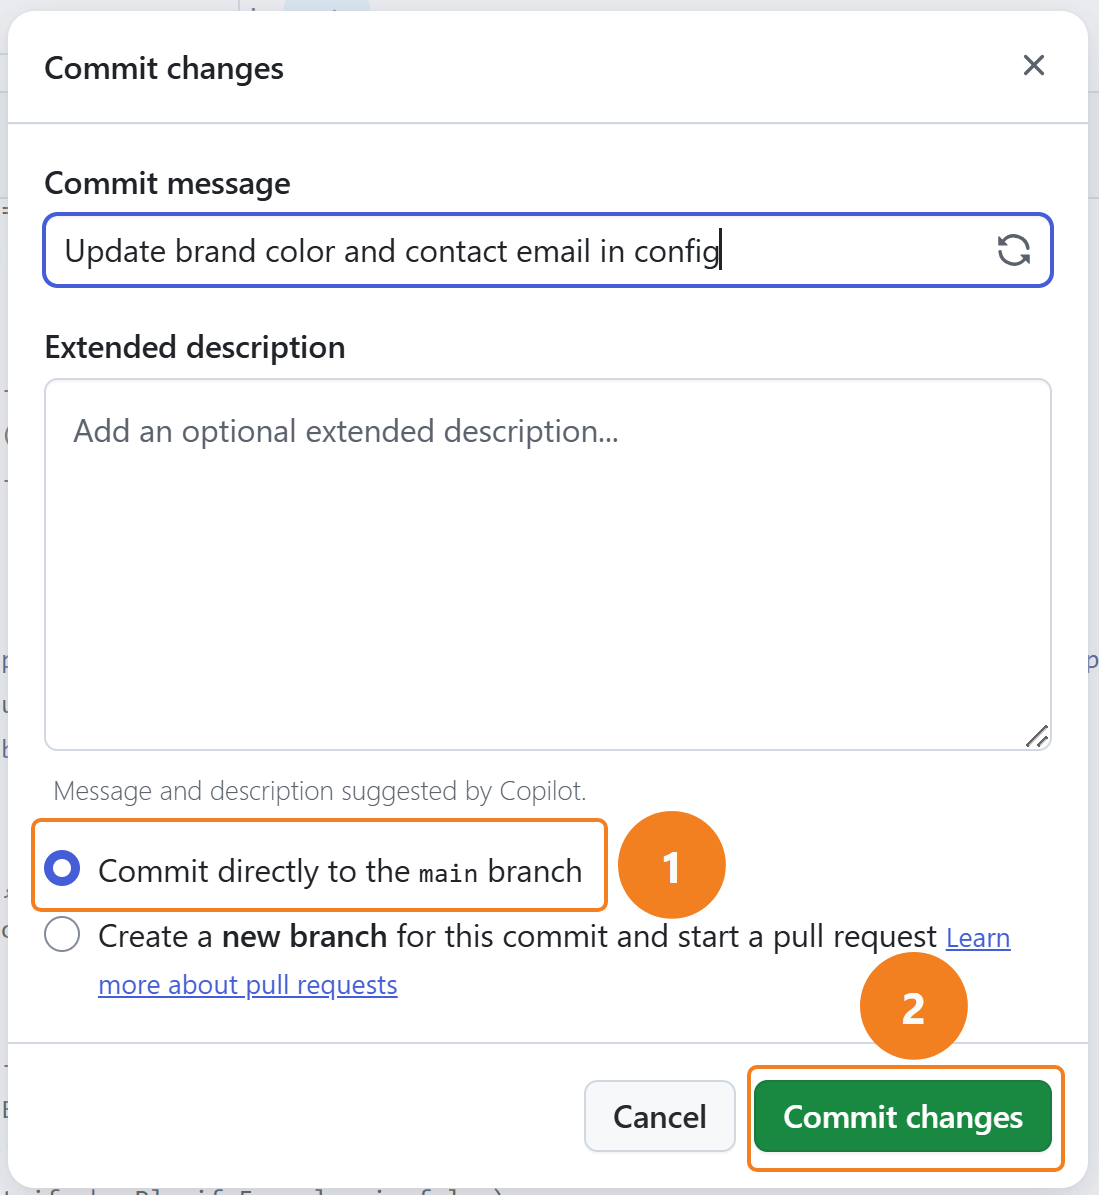 Commit changes
Commit message
Update brand color and contact email in config
Extended description
Add an optional extended description...
Message and description suggested by Copilot.
Commit directly to the main branch
1
Create a new branch for this commit and start a pull request Learn
more about pull requests
2
Cancel
Commit changes